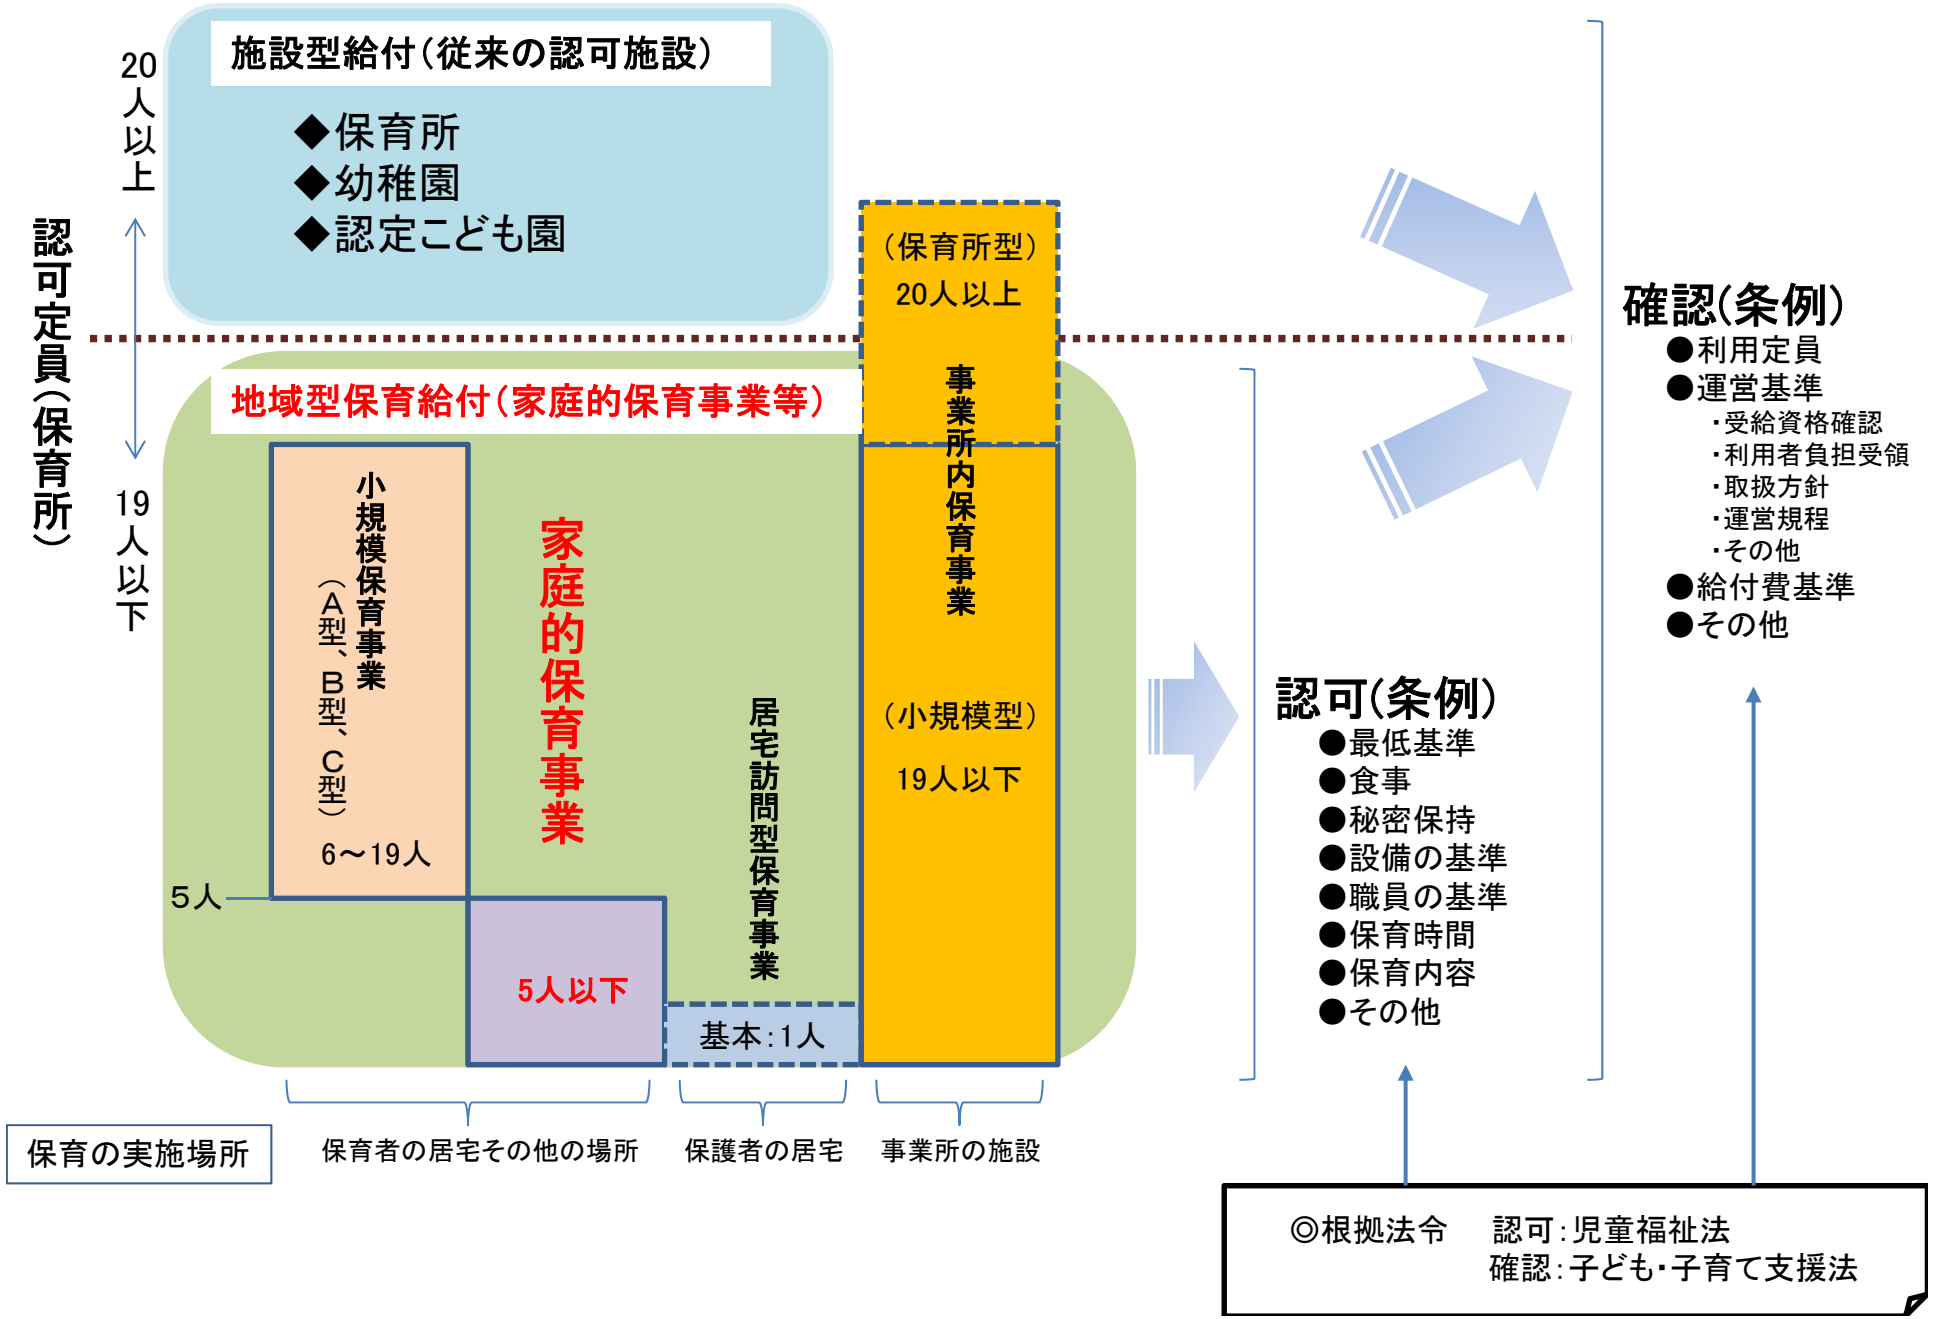 施設型給付（従来の認可施設）
◆保育所
◆幼稚園
◆認定こども園
20人以上
認可定員（保育所）
19人以下
5人
地域型保育給付（家庭的保育事業等）
小規模保育事業
（A型、B型、C型）
6～19人
家庭的保育事業
5人以下
居宅訪問型保育事業
基本：1人
（保育所型）
20人以上
事業所内保育事業
（小規模型）
19人以下
保育の実施場所
保育者の居宅その他の場所
保護者の居宅
事業所の施設
認可（条例）
●最低基準
●食事
●秘密保持
●設備の基準
●職員の基準
●保育時間
●保育内容
●その他
確認（条例）
●利用定員
●運営基準
・受給資格確認
・利用者負担受領
・取扱方針
・運営規程
・その他
●給付費基準
●その他
◎根拠法令　認可：児童福祉法
確認：子ども・子育て支援法